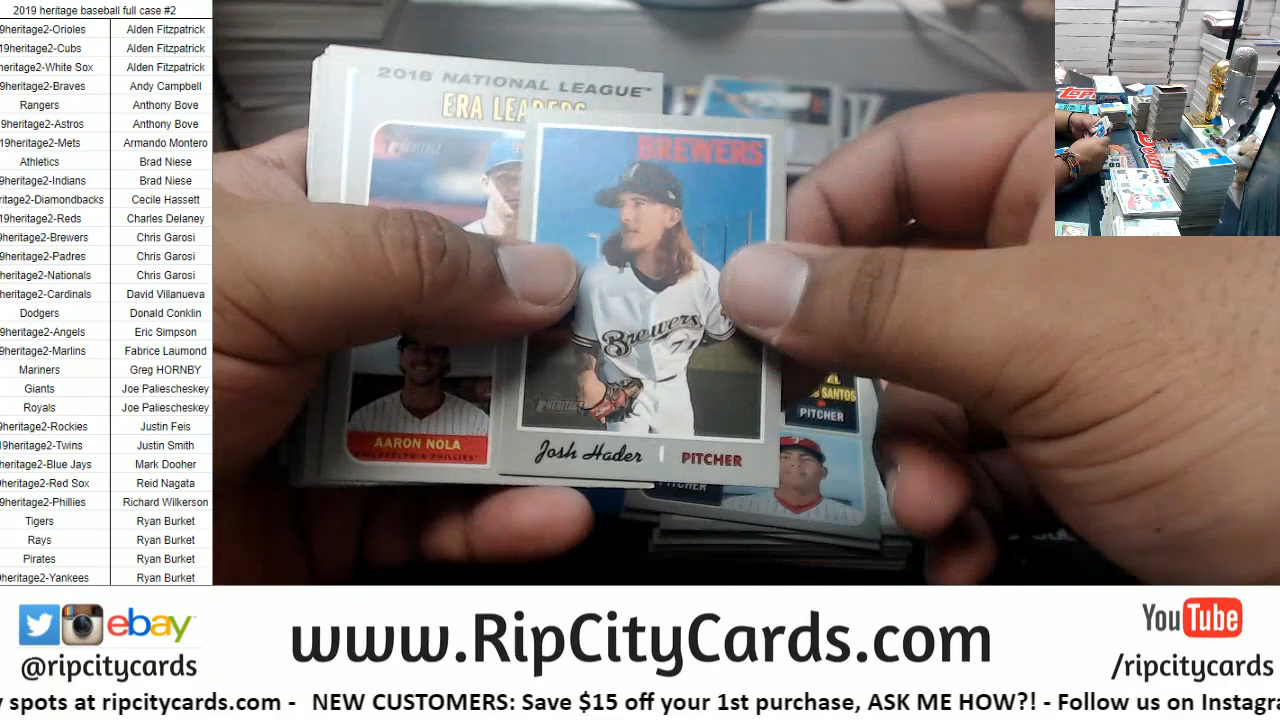 2019 heritage baseball full case #2
9heritage2-Orioles Alden Fitzpatrick
19heritage2-Cubs Alden Fitzpatrick
heritage2-White Sox Alden Fitzpatrick
9heritage2-Braves Andy Campbell
Rangers Anthony Bove
9heritage2-Astros Anthony Bove
19heritage2-Mets Armando Montero
Athletics Brad Niese
9heritage2-Indians Brad Niese
ritage2-Diamondbacks Cecile Hassett
19heritage2-Reds Charles Delaney
9heritage2-Brewers Chris Garosi
9heritage2-Padres Chris Garosi
heritage2-Nationals Chris Garosi
heritage2-Cardinals David Villanueva
Dodgers Donald Conklin
9heritage2-Angels Eric Simpson
9heritage2-Marlins Fabrice Laumond
Mariners Greg HORNBY
Giants Joe Paliescheskey
Royals Joe Paliescheskey
9heritage2-Rockies Justin Feis
19heritage2-Twins Justin Smith
heritage2-Blue Jays Mark Dooher
9heritage2-Red Sox Reid Nagata
9heritage2-Phillies Richard Wilkerson
Tigers Ryan Burket
Rays Ryan Burket
Pirates Ryan Burket
heritage2-Yankees Ryan Burket
2018 NATIONAL LEAGUE™
ERA LEADERS
AARON NOLA
PHILADELPHIA PHILLIES
BREWERS
Brewers
71
HERITAGE
Josh Hader | PITCHER
SANTOS
PITCHER
PITCHER
TOPPS
ebay
@ripcitycards
www.RipCityCards.com
YouTube
/ripcitycards
y spots at ripcitycards.com - NEW CUSTOMERS: Save $15 off your 1st purchase, ASK ME HOW?! - Follow us on Instagra